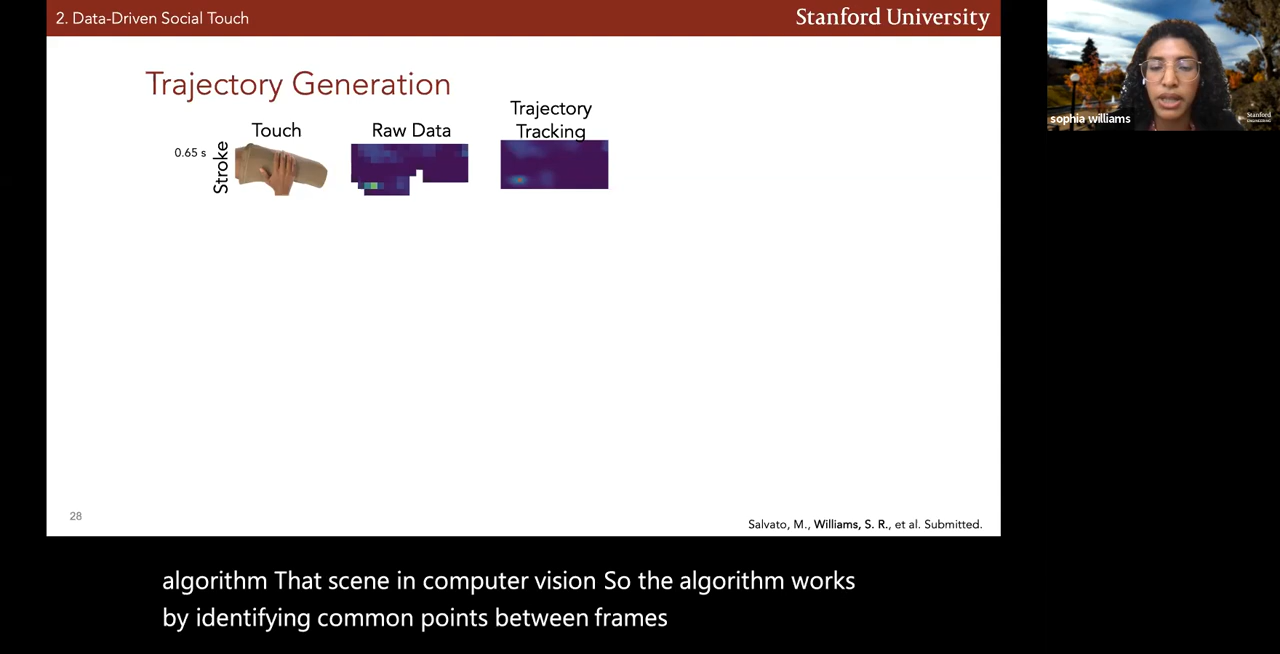 2. Data-Driven Social Touch
Stanford University
Trajectory Generation
Touch
Raw Data
Trajectory
Tracking
0.65 s
Stroke
28
Salvato, M., Williams, S. R., et al. Submitted.
sophia williams
Stanford
ENGINEERING
algorithm That scene in computer vision So the algorithm works
by identifying common points between frames